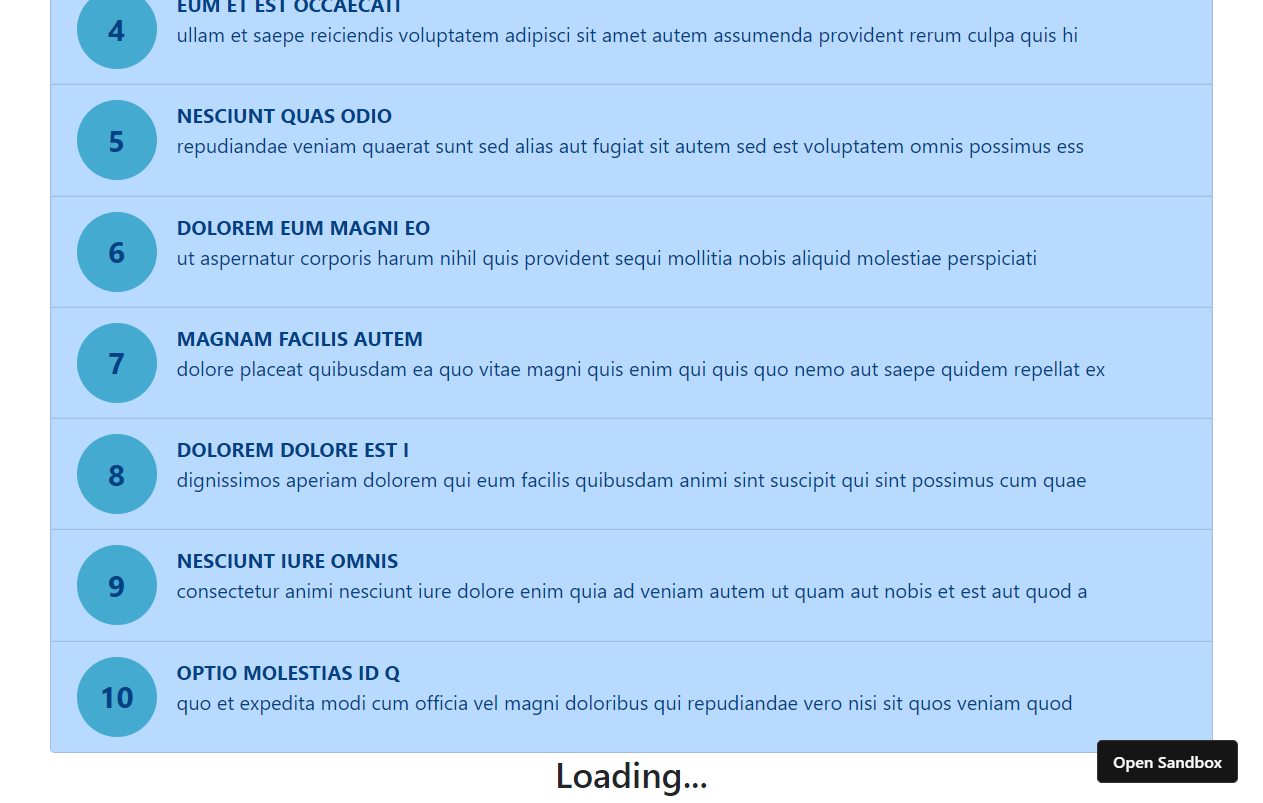 4
EUM ET EST OCCAECATI
ullam et saepe reiciendis voluptatem adipisci sit amet autem assumenda provident rerum culpa quis hi
5
NESCIUNT QUAS ODIO
repudiandae veniam quaerat sunt sed alias aut fugiat sit autem sed est voluptatem omnis possimus ess
6
DOLOREM EUM MAGNI EO
ut aspernatur corporis harum nihil quis provident sequi mollitia nobis aliquid molestiae perspiciati
7
MAGNAM FACILIS AUTEM
dolore placeat quibusdam ea quo vitae magni quis enim qui quis quo nemo aut saepe quidem repellat ex
8
DOLOREM DOLORE EST I
dignissimos aperiam dolorem qui eum facilis quibusdam animi sint suscipit qui sint possimus cum quae
9
NESCIUNT IURE OMNIS
consectetur animi nesciunt iure dolore enim quia ad veniam autem ut quam aut nobis et est aut quod a
10
OPTIO MOLESTIAS ID Q
quo et expedita modi cum officia vel magni doloribus qui repudiandae vero nisi sit quos veniam quod
Open Sandbox
Loading...